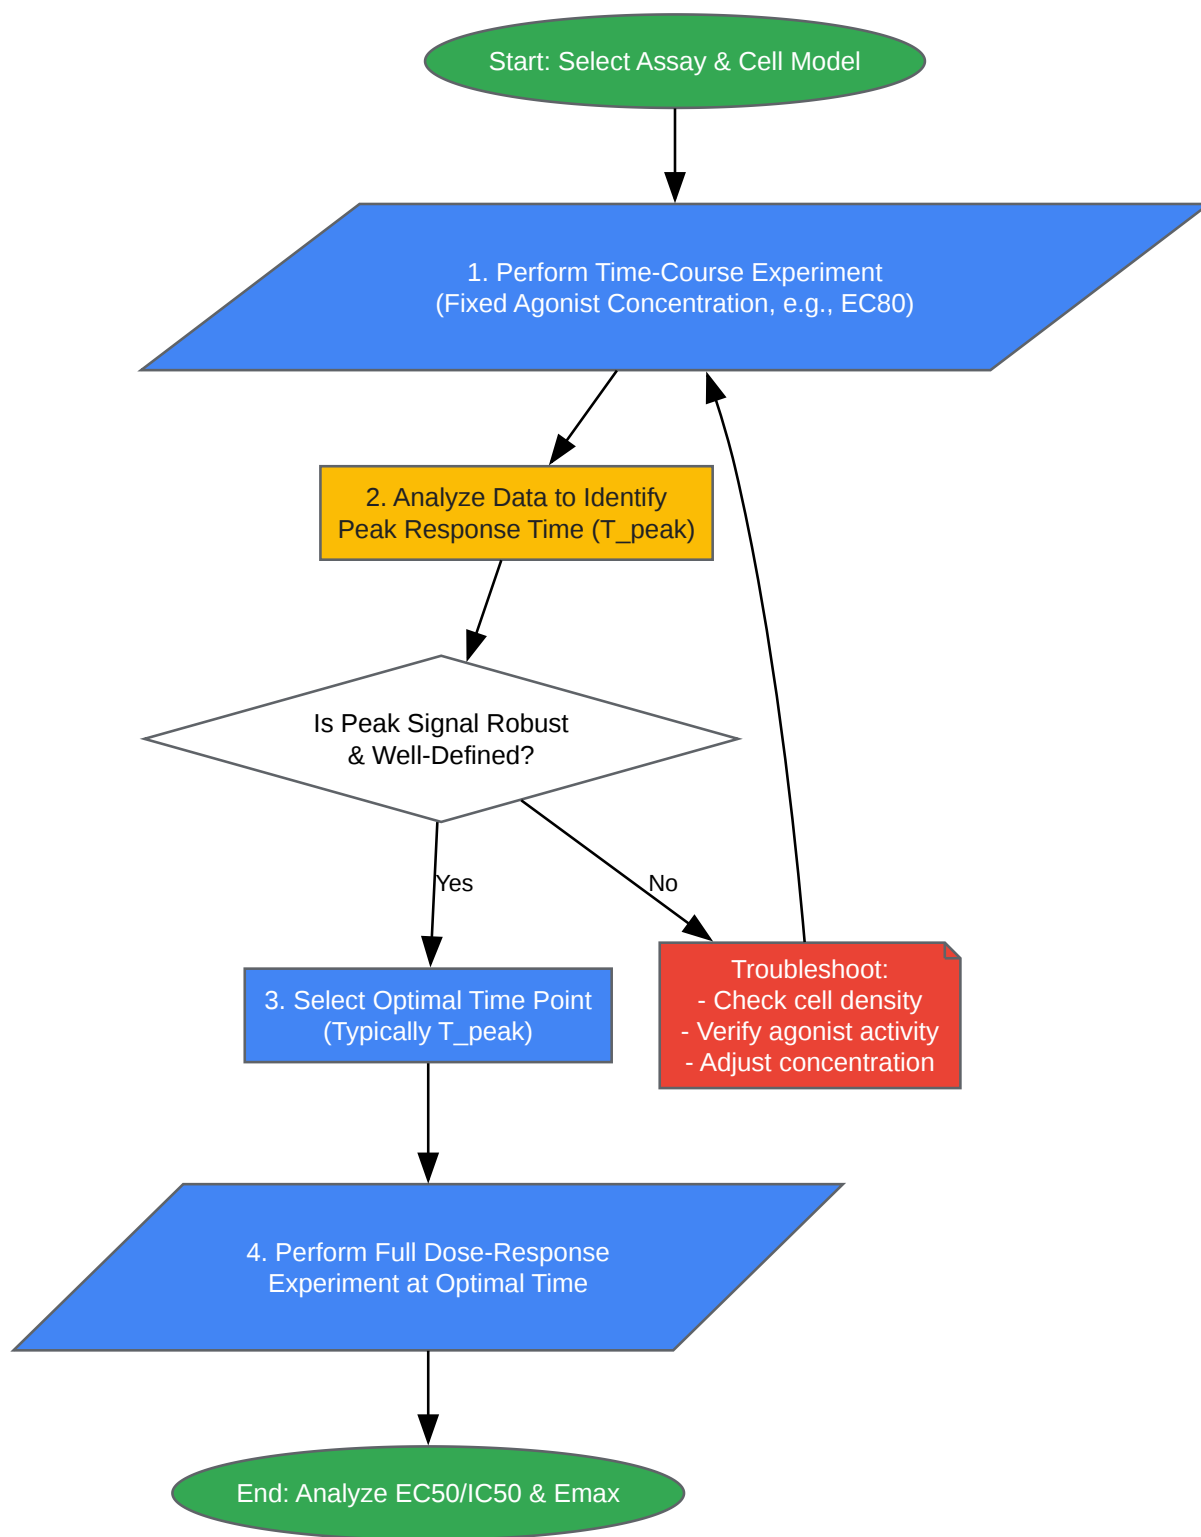 Start: Select Assay & Cell Model
1. Perform Time-Course Experiment
(Fixed Agonist Concentration, e.g., EC80)
2. Analyze Data to Identify
Peak Response Time (T_peak)
Is Peak Signal Robust
& Well-Defined?
Yes
No
3. Select Optimal Time Point
(Typically T_peak)
Troubleshoot:
- Check cell density
- Verify agonist activity
- Adjust concentration
4. Perform Full Dose-Response
Experiment at Optimal Time
End: Analyze EC50/IC50 & Emax